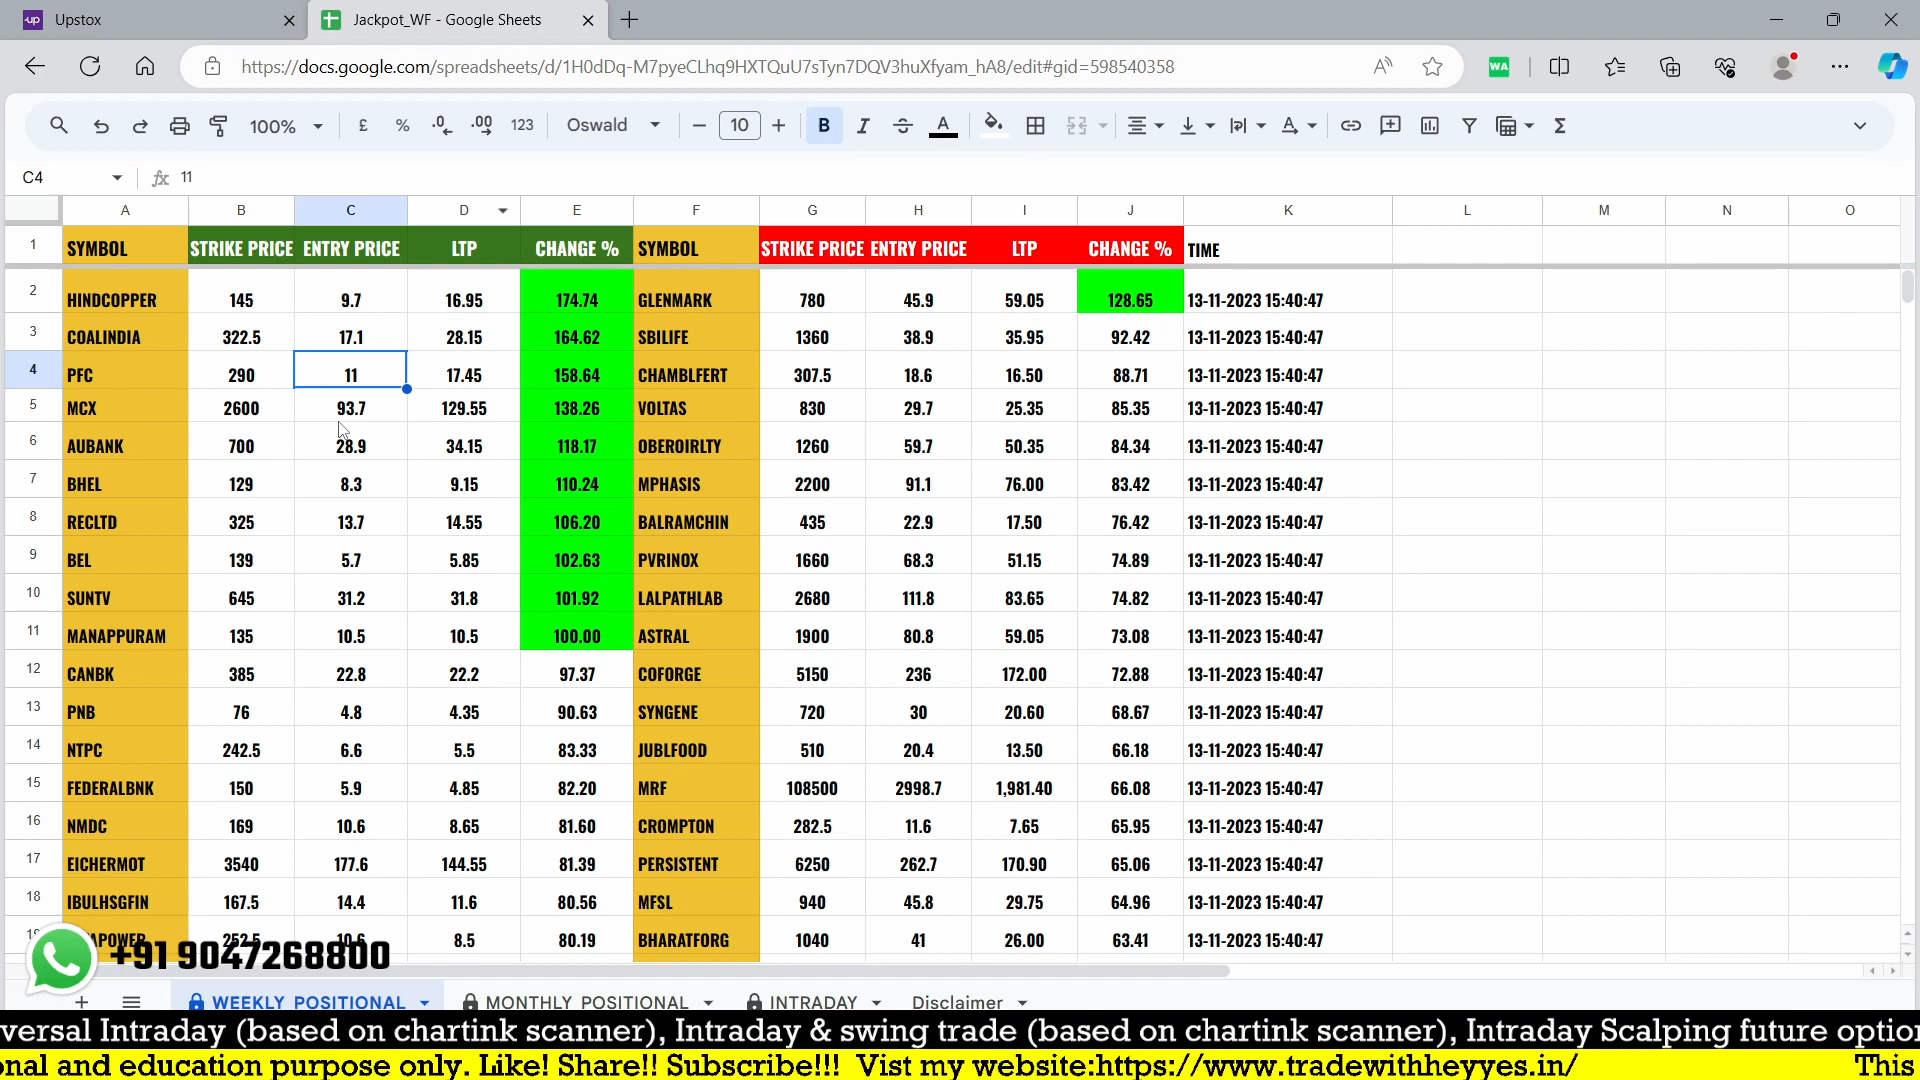 Upstox
Jackpot_WF - Google Sheets
https://docs.google.com/spreadsheets/d/1H0dDq-M7pyeCLhq9HXTQuU7sTyn7DQV3huXfyam_hA8/edit#gid=598540358
100% £ % .0 .00 123 Oswald 10 B I A
C4 fx 11
A B C D E F G H I J K L M N O
1 SYMBOL STRIKE PRICE ENTRY PRICE LTP CHANGE % SYMBOL STRIKE PRICE ENTRY PRICE LTP CHANGE % TIME
2 HINDCOPPER 145 9.7 16.95 174.74 GLENMARK 780 45.9 59.05 128.65 13-11-2023 15:40:47
3 COALINDIA 322.5 17.1 28.15 164.62 SBILIFE 1360 38.9 35.95 92.42 13-11-2023 15:40:47
4 PFC 290 11 17.45 158.64 CHAMBLFERT 307.5 18.6 16.50 88.71 13-11-2023 15:40:47
5 MCX 2600 93.7 129.55 138.26 VOLTAS 830 29.7 25.35 85.35 13-11-2023 15:40:47
6 AUBANK 700 28.9 34.15 118.17 OBEROIRLTY 1260 59.7 50.35 84.34 13-11-2023 15:40:47
7 BHEL 129 8.3 9.15 110.24 MPHASIS 2200 91.1 76.00 83.42 13-11-2023 15:40:47
8 RECLTD 325 13.7 14.55 106.20 BALRAMCHIN 435 22.9 17.50 76.42 13-11-2023 15:40:47
9 BEL 139 5.7 5.85 102.63 PVRINOX 1660 68.3 51.15 74.89 13-11-2023 15:40:47
10 SUNTV 645 31.2 31.8 101.92 LALPATHLAB 2680 111.8 83.65 74.82 13-11-2023 15:40:47
11 MANAPPURAM 135 10.5 10.5 100.00 ASTRAL 1900 80.8 59.05 73.08 13-11-2023 15:40:47
12 CANBK 385 22.8 22.2 97.37 COFORGE 5150 236 172.00 72.88 13-11-2023 15:40:47
13 PNB 76 4.8 4.35 90.63 SYNGENE 720 30 20.60 68.67 13-11-2023 15:40:47
14 NTPC 242.5 6.6 5.5 83.33 JUBLFOOD 510 20.4 13.50 66.18 13-11-2023 15:40:47
15 FEDERALBNK 150 5.9 4.85 82.20 MRF 108500 2998.7 1,981.40 66.08 13-11-2023 15:40:47
16 NMDC 169 10.6 8.65 81.60 CROMPTON 282.5 11.6 7.65 65.95 13-11-2023 15:40:47
17 EICHERMOT 3540 177.6 144.55 81.39 PERSISTENT 6250 262.7 170.90 65.06 13-11-2023 15:40:47
18 IBULHSGFIN 167.5 14.4 11.6 80.56 MFSL 940 45.8 29.75 64.96 13-11-2023 15:40:47
APOWER 252.5 10.6 8.5 80.19 BHARATFORG 1040 41 26.00 63.41 13-11-2023 15:40:47
+91 9047268800
WEEKLY POSITIONAL MONTHLY POSITIONAL INTRADAY Disclaimer
versal Intraday (based on chartink scanner), Intraday & swing trade (based on chartink scanner), Intraday Scalping future optio
onal and education purpose only. Like! Share!! Subscribe!!! Vist my website:https://www.tradewithheyyes.in/ This